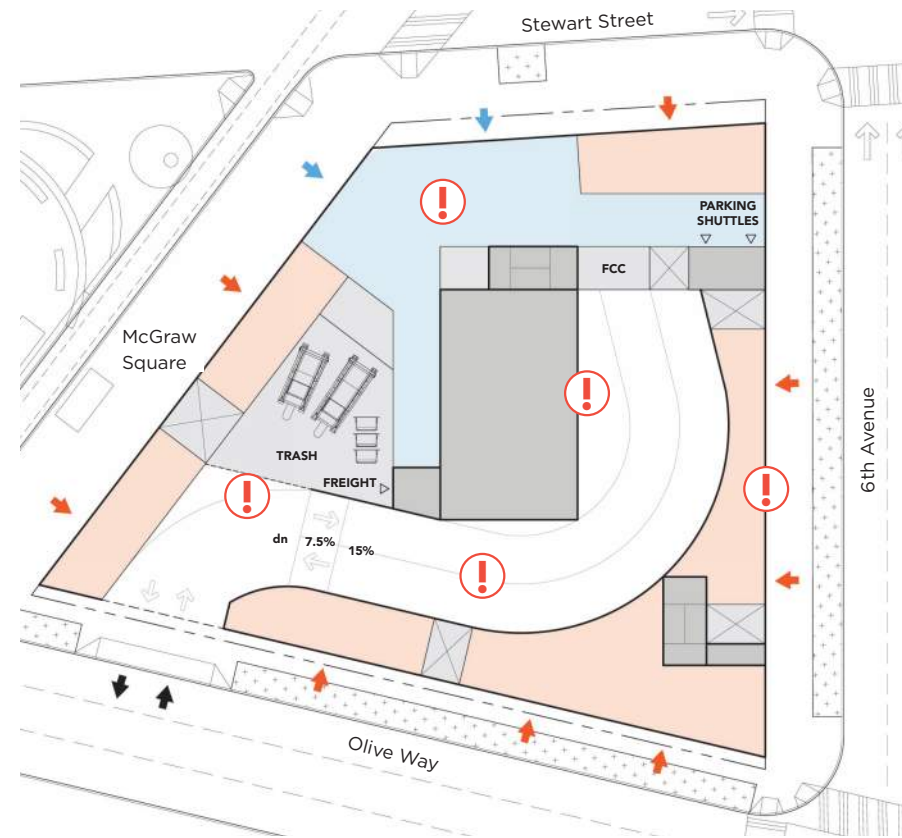 Stewart Street
PARKING
SHUTTLES
FCC
McGraw
Square
6th Avenue
TRASH
FREIGHT
dn 7.5% 15%
Olive Way